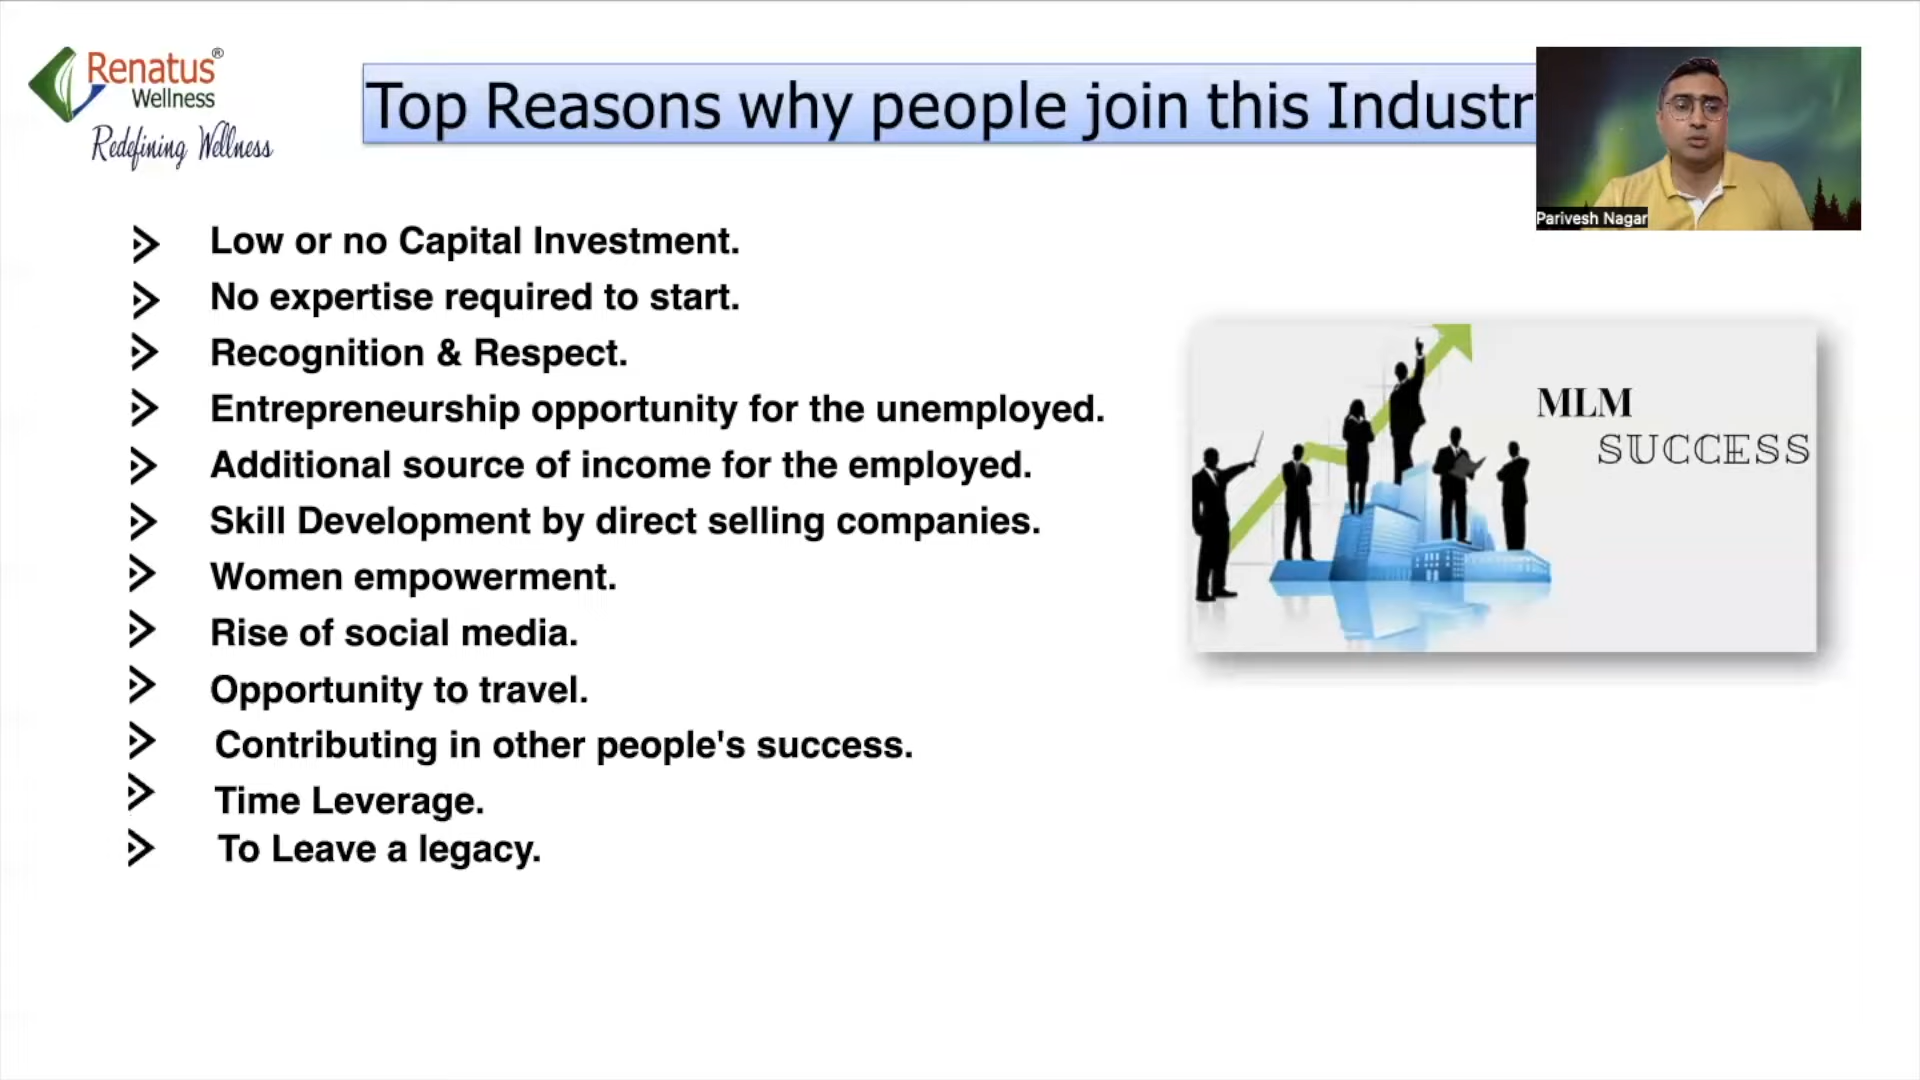 Renatus®
Wellness
Redefining Wellness
Top Reasons why people join this Industr
Parivesh Nagar
Low or no Capital Investment.
No expertise required to start.
Recognition & Respect.
Entrepreneurship opportunity for the unemployed.
Additional source of income for the employed.
Skill Development by direct selling companies.
Women empowerment.
Rise of social media.
Opportunity to travel.
Contributing in other people's success.
Time Leverage.
To Leave a legacy.
MLM
SUCCESS